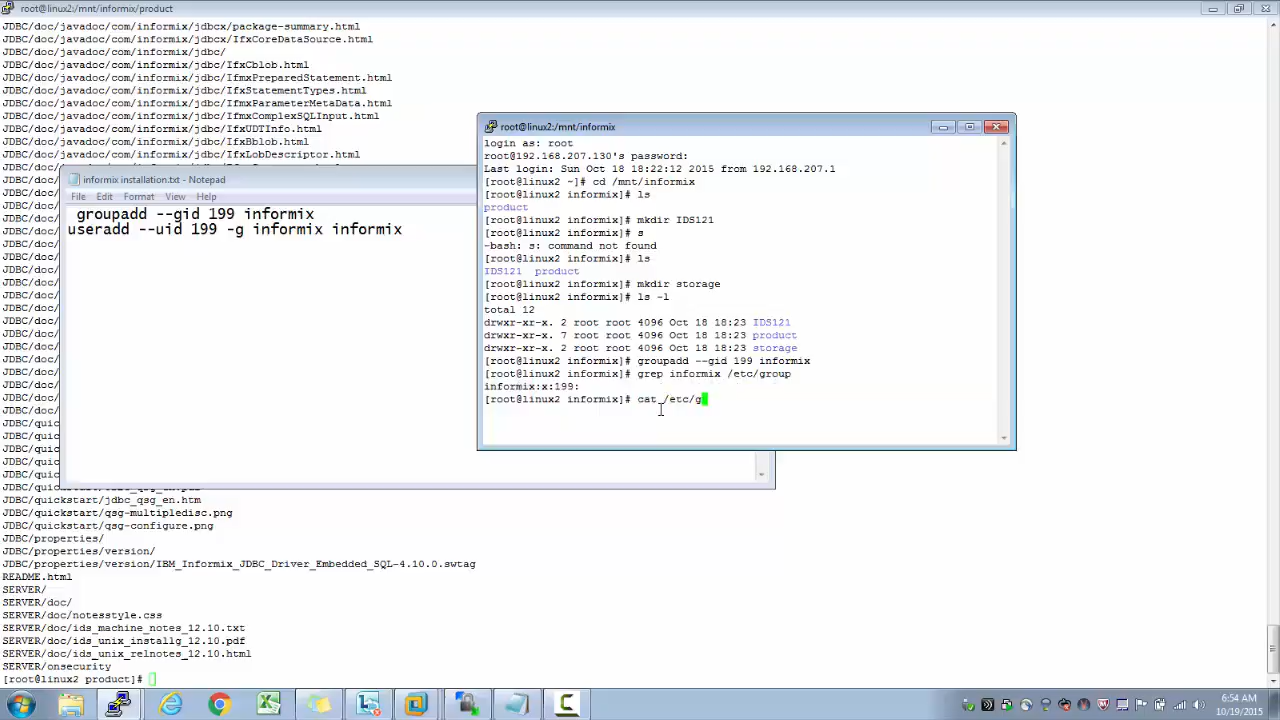 root@linux2:/mnt/informix/product
JDBC/doc/javadoc/com/informix/jdbcx/package-summary.html
JDBC/doc/javadoc/com/informix/jdbcx/IfxCoreDataSource.html
JDBC/doc/javadoc/com/informix/jdbc/
JDBC/doc/javadoc/com/informix/jdbc/IfxCblob.html
JDBC/doc/javadoc/com/informix/jdbc/IfmxPreparedStatement.html
JDBC/doc/javadoc/com/informix/jdbc/IfxStatementTypes.html
JDBC/doc/javadoc/com/informix/jdbc/IfmxParameterMetaData.html
JDBC/doc/javadoc/com/informix/jdbc/IfmxComplexSQLInput.html
JDBC/doc/javadoc/com/informix/jdbc/IfxUDTInfo.html
JDBC/doc/javadoc/com/informix/jdbc/IfxBblob.html
JDBC/doc/javadoc/com/informix/jdbc/IfxLobDescriptor.html
informix installation.txt - Notepad
File Edit Format View Help
groupadd --gid 199 informix
useradd --uid 199 -g informix informix
root@linux2:/mnt/informix
login as: root
root@192.168.207.130's password:
Last login: Sun Oct 18 18:22:12 2015 from 192.168.207.1
[root@linux2 ~]# cd /mnt/informix
[root@linux2 informix]# ls
product
[root@linux2 informix]# mkdir IDS121
[root@linux2 informix]# s
-bash: s: command not found
[root@linux2 informix]# ls
IDS121 product
[root@linux2 informix]# mkdir storage
[root@linux2 informix]# ls -l
total 12
drwxr-xr-x. 2 root root 4096 Oct 18 18:23 IDS121
drwxr-xr-x. 7 root root 4096 Oct 18 18:23 product
drwxr-xr-x. 2 root root 4096 Oct 18 18:23 storage
[root@linux2 informix]# groupadd --gid 199 informix
[root@linux2 informix]# grep informix /etc/group
informix:x:199:
[root@linux2 informix]# cat /etc/g
JDBC/quickstart/jdbc_qsg_en.htm
JDBC/quickstart/qsg-multipledisc.png
JDBC/quickstart/qsg-configure.png
JDBC/properties/
JDBC/properties/version/
JDBC/properties/version/IBM_Informix_JDBC_Driver_Embedded_SQL-4.10.0.swtag
README.html
SERVER/
SERVER/doc/
SERVER/doc/notesstyle.css
SERVER/doc/ids_machine_notes_12.10.txt
SERVER/doc/ids_unix_installg_12.10.pdf
SERVER/doc/ids_unix_relnotes_12.10.html
SERVER/onsecurity
[root@linux2 product]#
6:54 AM
10/19/2015